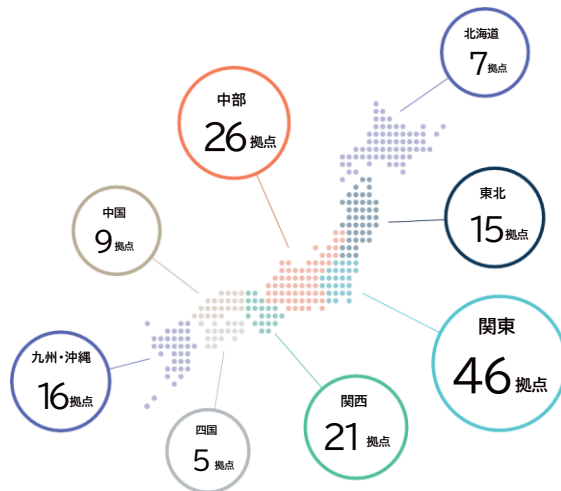 北海道
7拠点
中部
26拠点
東北
15拠点
中国
9拠点
関東
46拠点
九州・沖縄
16拠点
関西
21拠点
四国
5拠点